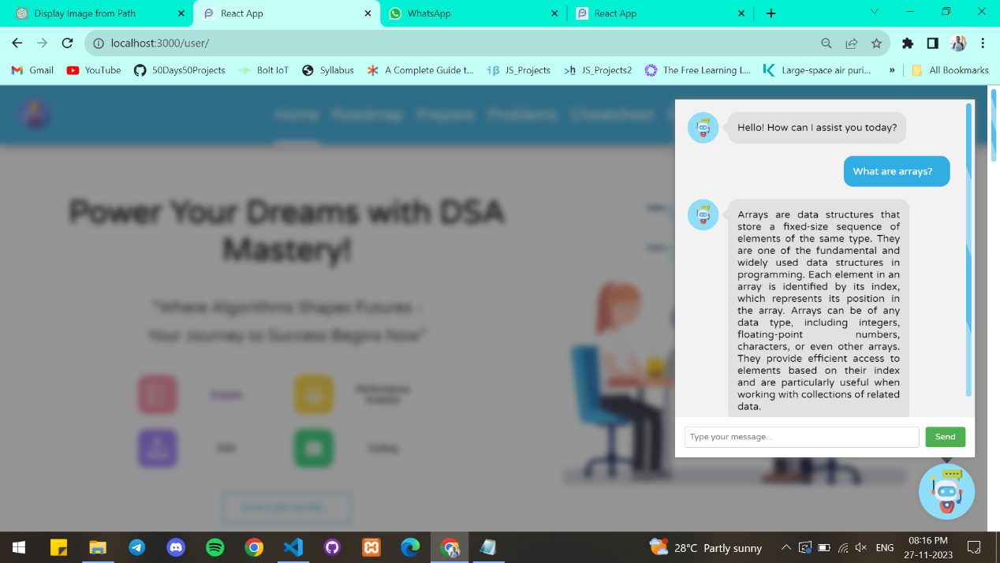 Display Image from Path
React App
WhatsApp
React App
localhost:3000/user/
Gmail
YouTube
50Days50Projects
Bolt IoT
Syllabus
A Complete Guide t...
JS_Projects
JS_Projects2
The Free Learning L...
Large-space air puri...
»
All Bookmarks
Home
Roadmap
Prepare
Problems
Cheatsheet
Power Your Dreams with DSA
Mastery!
"Where Algorithms Shapes Futures -
Your Journey to Success Begins Now"
Performance
Analysis
DSA
Coding
EXPLORE MORE
Hello! How can I assist you today?
What are arrays?
Arrays are data structures that
store a fixed-size sequence of
elements of the same type. They
are one of the fundamental and
widely used data structures in
programming. Each element in an
array is identified by its index,
which represents its position in
the array. Arrays can be of any
data type, including integers,
floating-point numbers,
characters, or even other arrays.
They provide efficient access to
elements based on their index
and are particularly useful when
working with collections of related
data.
Type your message...
Send
28°C Partly sunny
ENG
08:16 PM
27-11-2023